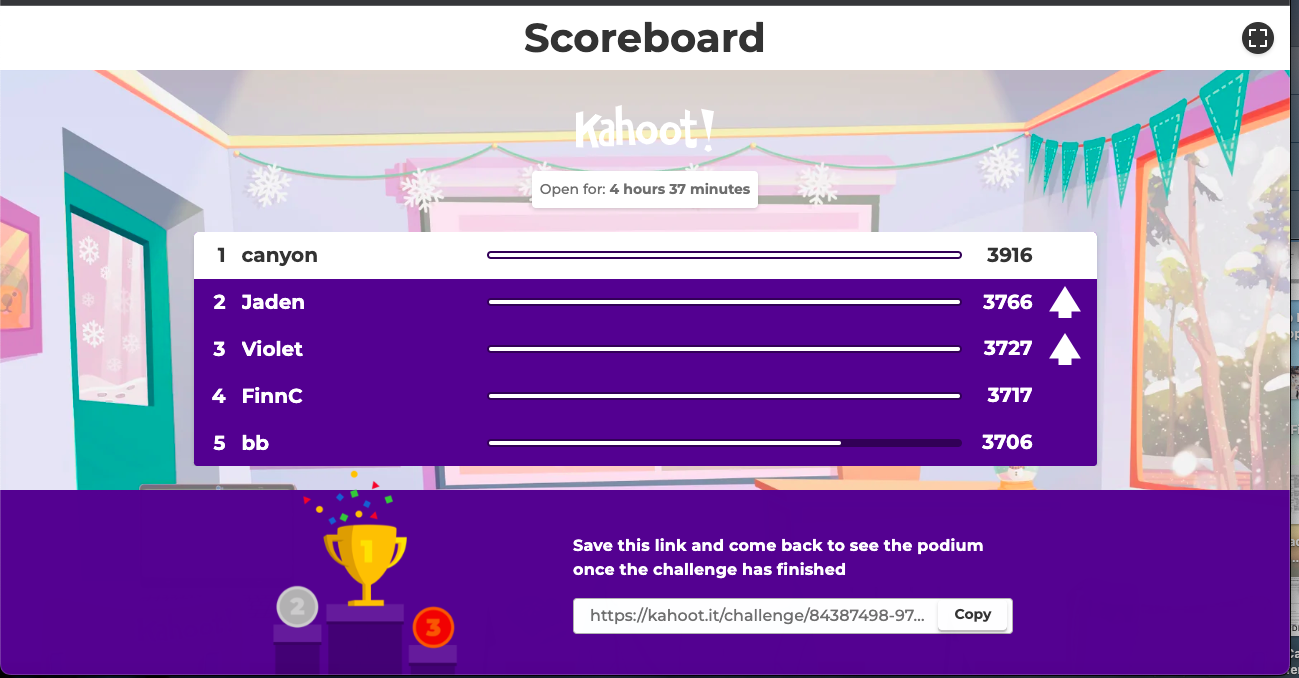 Scoreboard
Kahoot!
Open for: 4 hours 37 minutes
1 canyon 3916
2 Jaden 3766
3 Violet 3727
4 FinnC 3717
5 bb 3706
1
2
3
Save this link and come back to see the podium
once the challenge has finished
https://kahoot.it/challenge/84387498-97... Copy